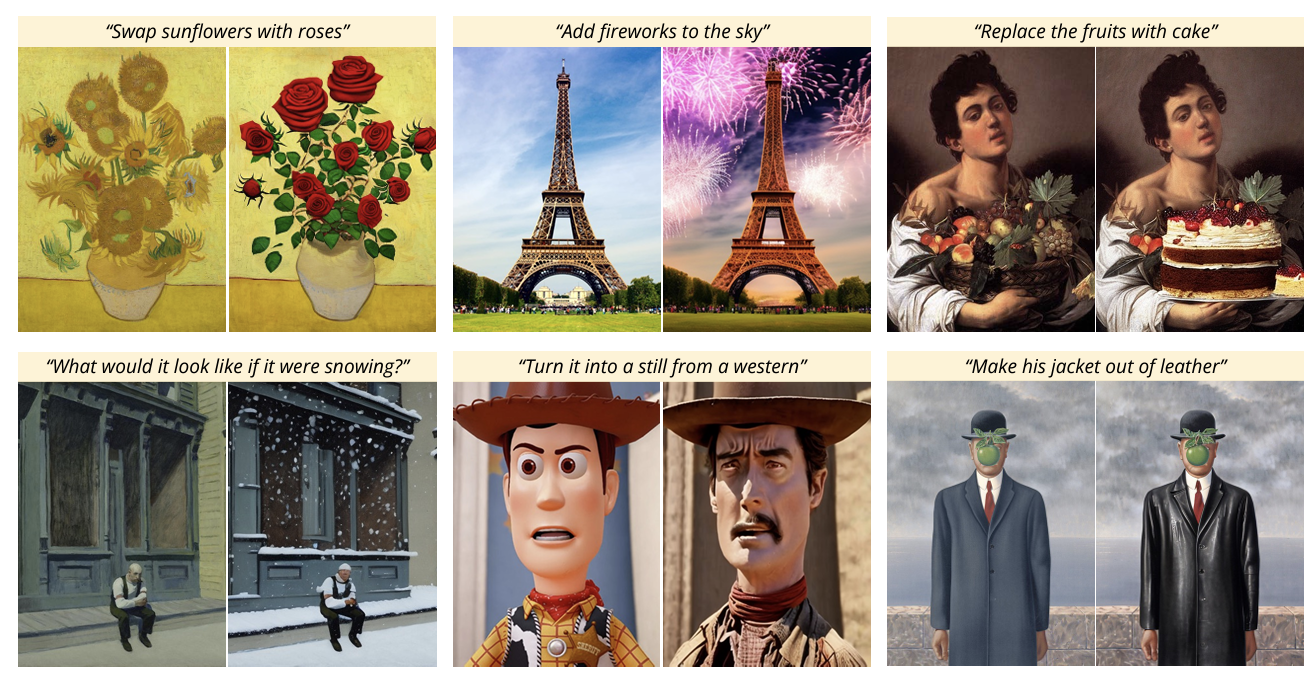 “Swap sunflowers with roses”
“Add fireworks to the sky”
“Replace the fruits with cake”
“What would it look like if it were snowing?”
“Turn it into a still from a western”
“Make his jacket out of leather”